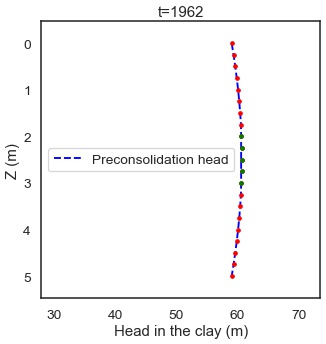 t=1962
0
1
2
3
4
5
Z (m)
Preconsolidation head
30 40 50 60 70
Head in the clay (m)